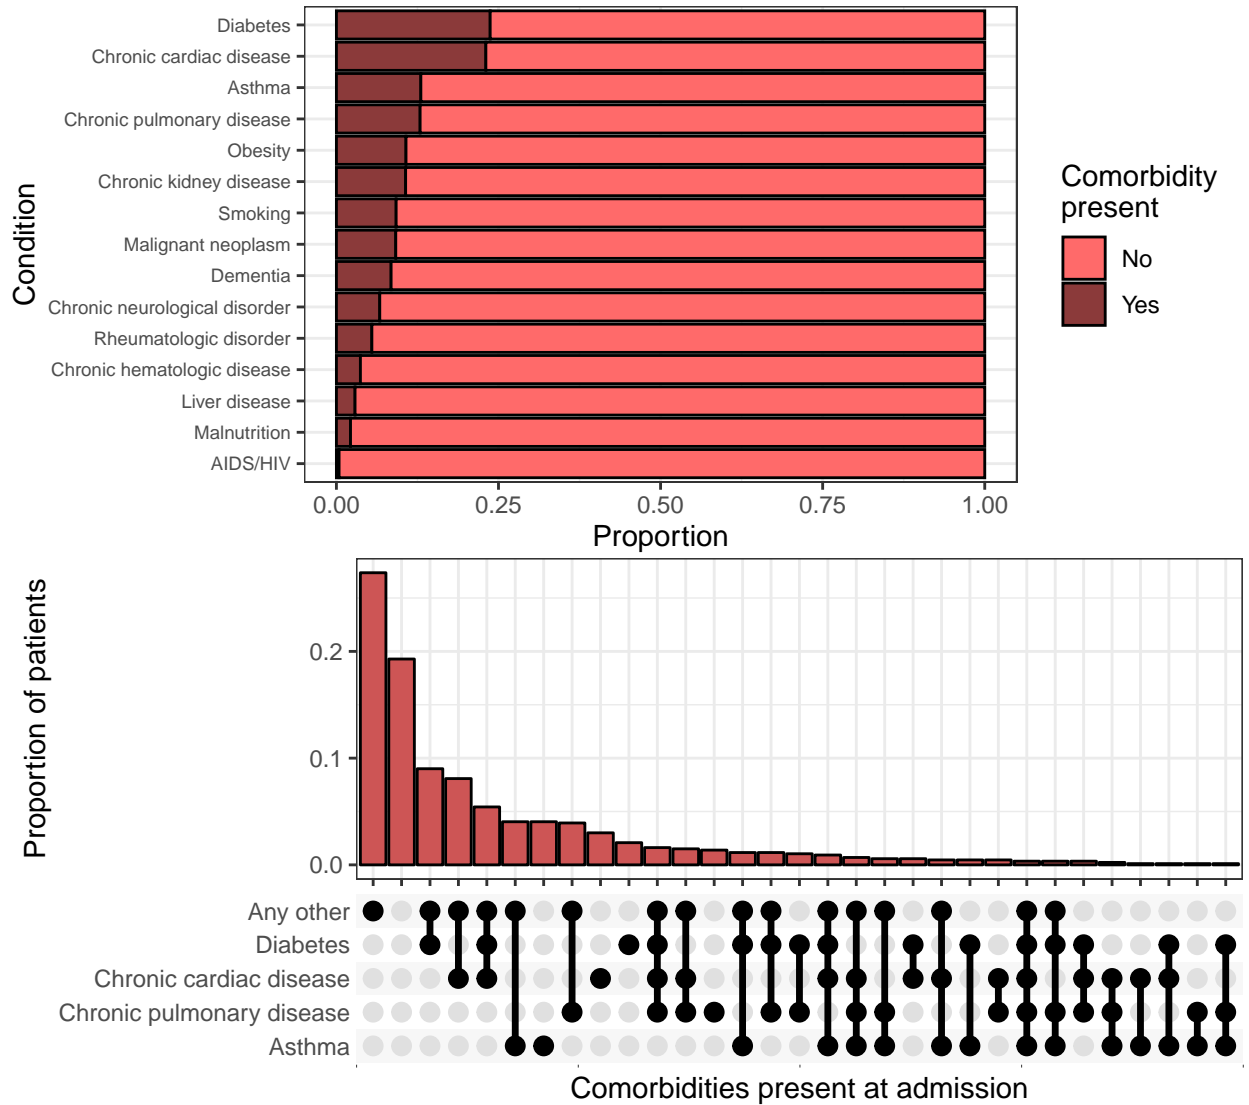 Condition
Diabetes
Chronic cardiac disease
Asthma
Chronic pulmonary disease
Obesity
Chronic kidney disease
Smoking
Malignant neoplasm
Dementia
Chronic neurological disorder
Rheumatologic disorder
Chronic hematologic disease
Liver disease
Malnutrition
AIDS/HIV
0.00 0.25 0.50 0.75 1.00
Proportion
Comorbidity
present
No
Yes
Proportion of patients
0.2
0.1
0.0
Any other
Diabetes
Chronic cardiac disease
Chronic pulmonary disease
Asthma
Comorbidities present at admission